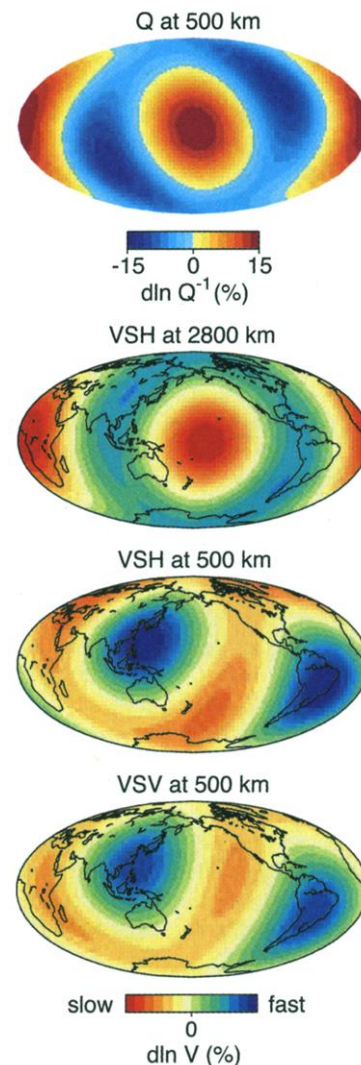 Q at 500 km
-15 0 15
dln Q⁻¹ (%)
VSH at 2800 km
VSH at 500 km
VSV at 500 km
slow fast
0
dln V (%)